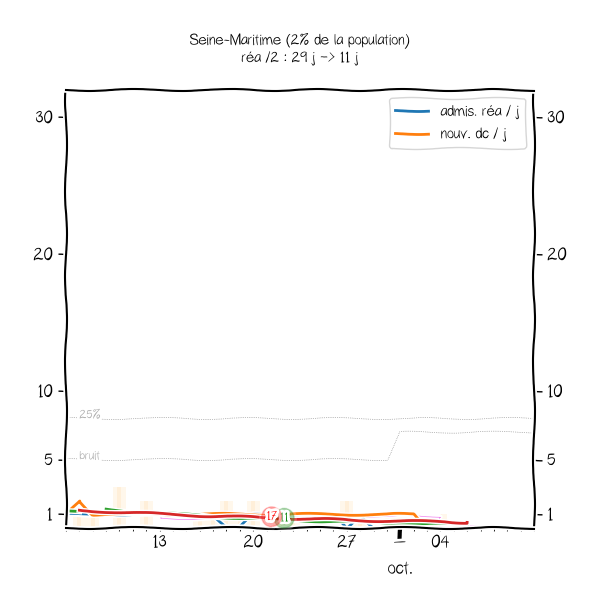 Seine-Maritime (2% de la population)
réa /2 : 29 j -> 11 j
admis. réa / j
nouv. dc / j
30 30
20 20
10 10
25%
5 bruit 5
1 17 11 1
13 20 27 1 04
oct.